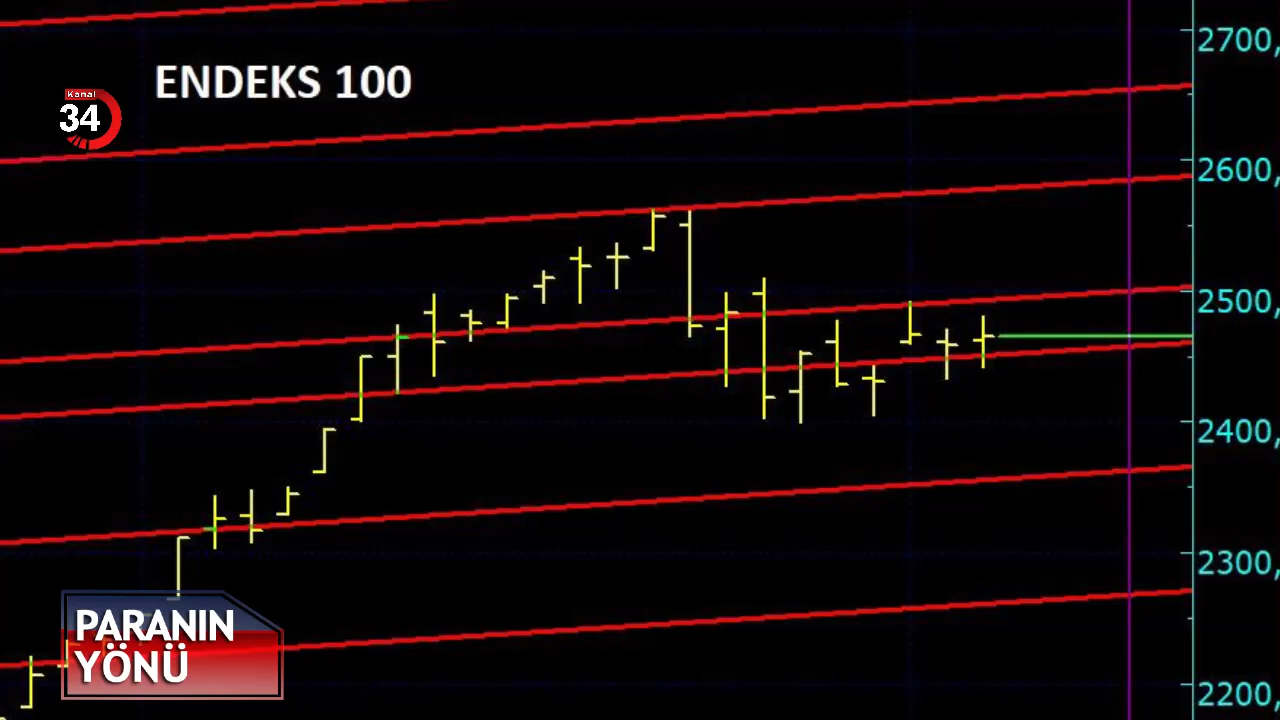 ENDEKS 100
Kanal
34
2700,
2600,
2500,
2400,
2300,
2200,
PARANIN
YÖNÜ